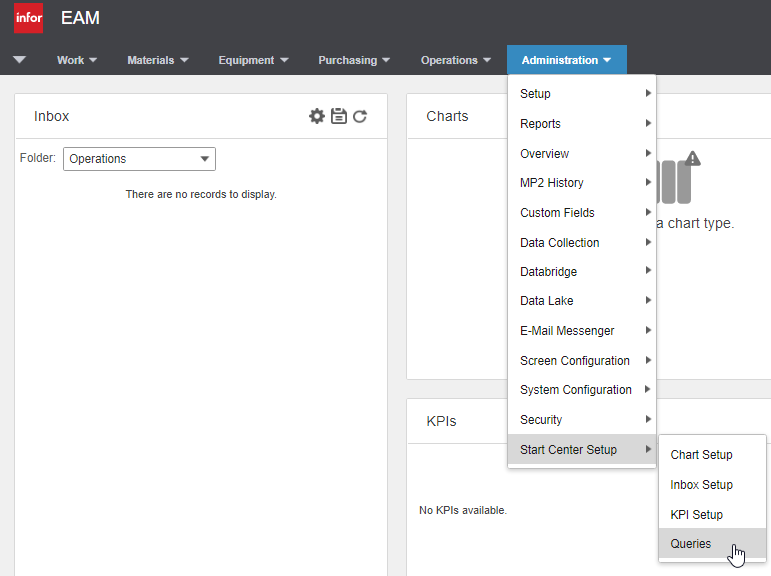 infor EAM
Work Materials Equipment Purchasing Operations Administration
Inbox
Folder: Operations
There are no records to display.
Charts
a chart type.
KPIs
No KPIs available.
Setup
Reports
Overview
MP2 History
Custom Fields
Data Collection
Databridge
Data Lake
E-Mail Messenger
Screen Configuration
System Configuration
Security
Start Center Setup
Chart Setup
Inbox Setup
KPI Setup
Queries